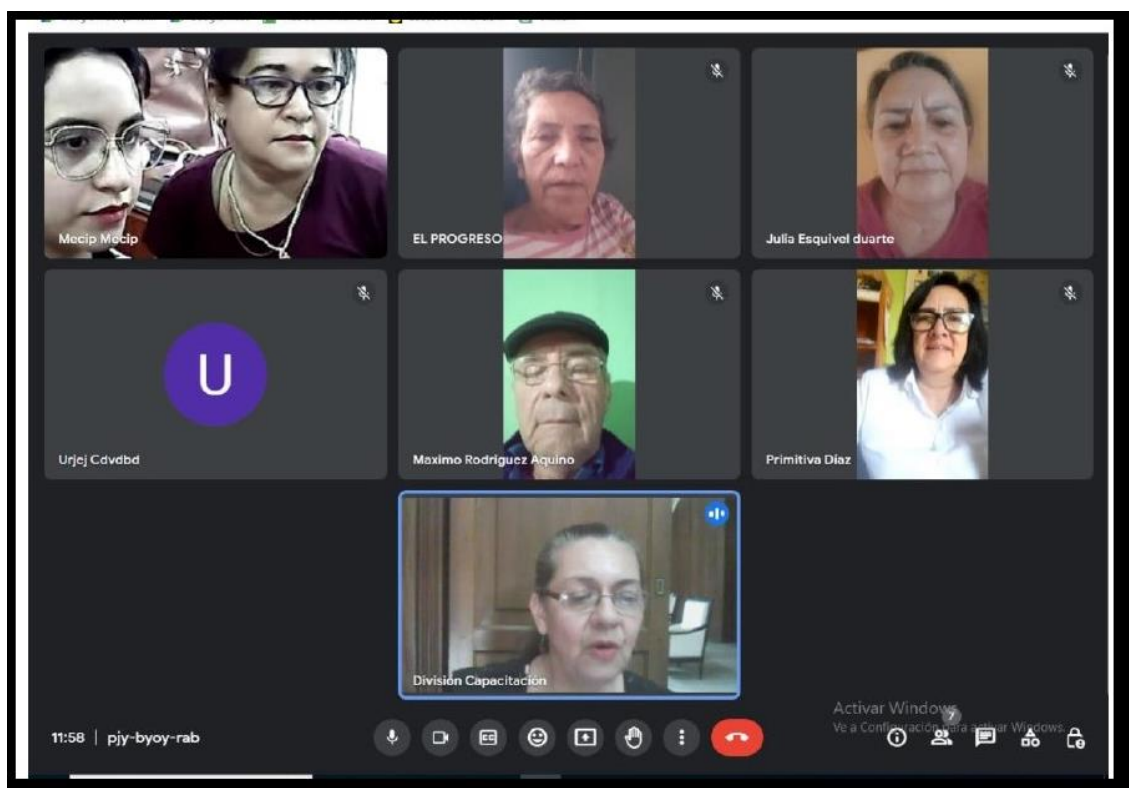 Mecip Mecip
EL PROGRESO
Julia Esquivel duarte
U
Urjej Cdvdbd
Maximo Rodriguez Aquino
Primitiva Díaz
División Capacitación
Activar Windows
Ve a Configuración para activar Windows.
7
11:58 | pjy-byoy-rab
CC